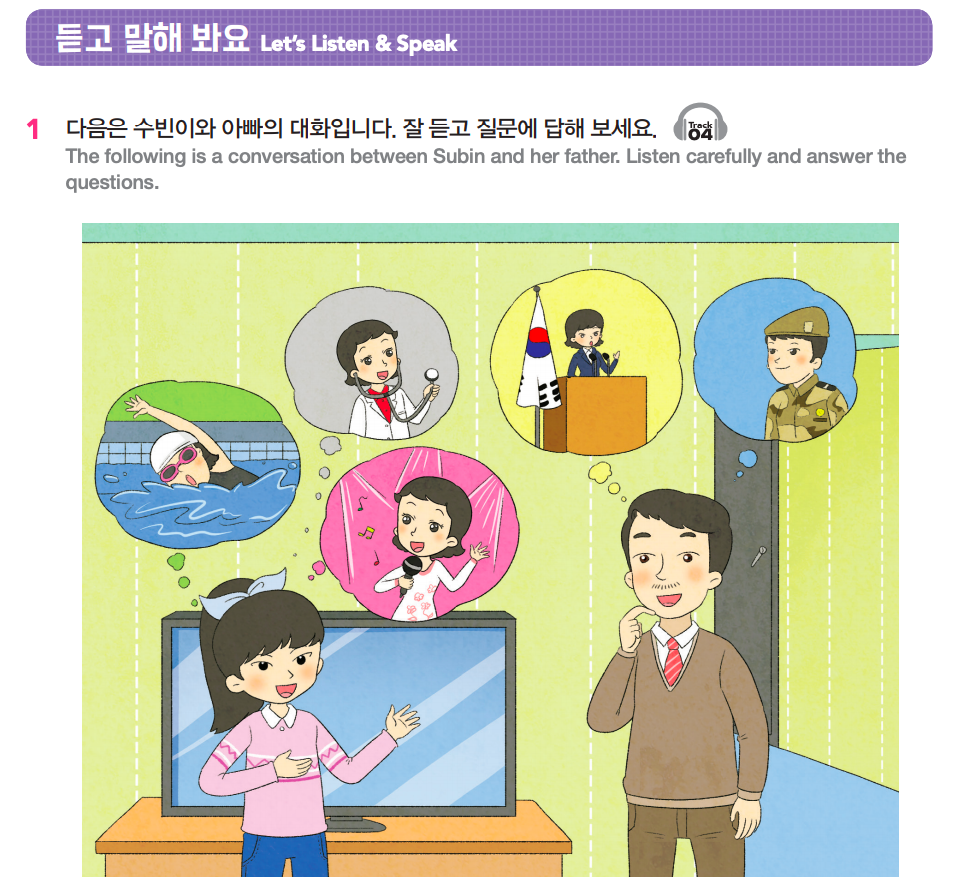 듣고 말해 봐요 Let's Listen & Speak
1 다음은 수빈이와 아빠의 대화입니다. 잘 듣고 질문에 답해 보세요. Track 04
The following is a conversation between Subin and her father. Listen carefully and answer the
questions.